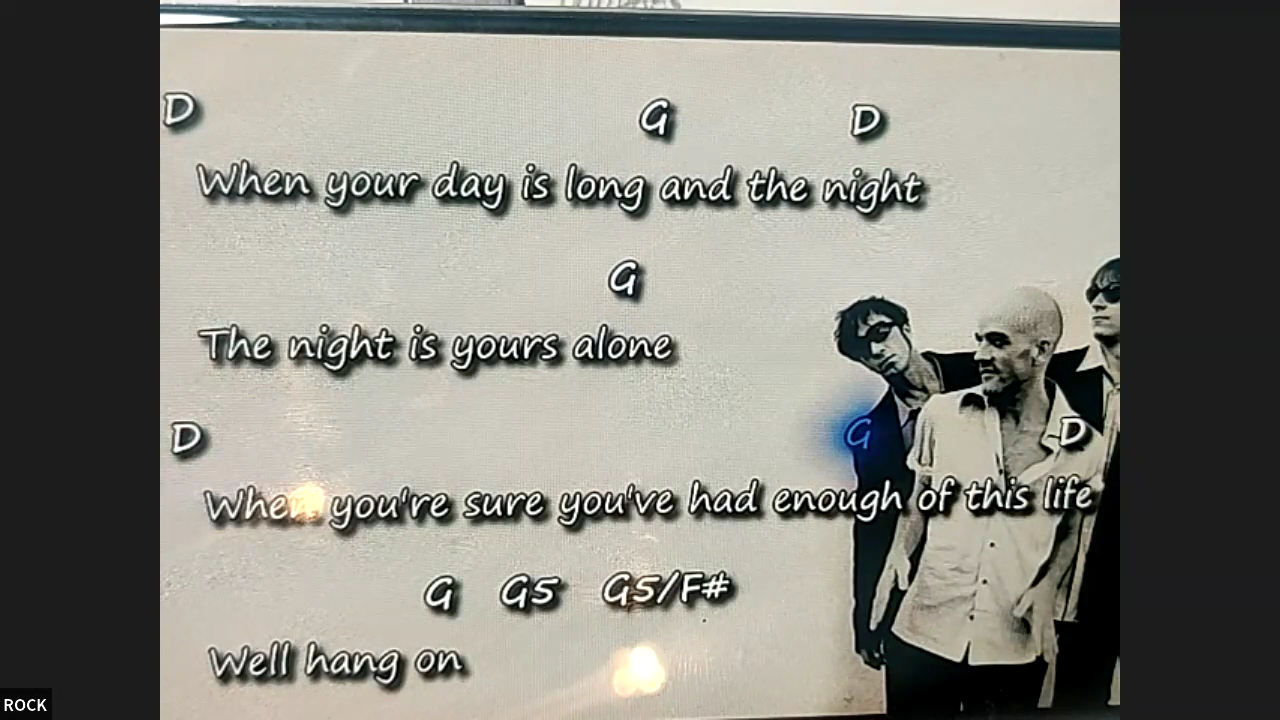 D G D
When your day is long and the night
G
The night is yours alone
D G D
When you're sure you've had enough of this life
G G5 G5/F#
Well hang on
ROCK